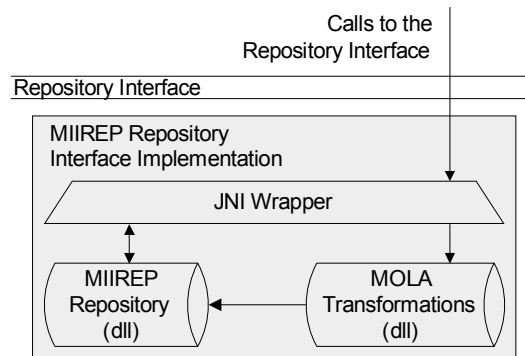 Calls to the
Repository Interface
Repository Interface
MIIREP Repository
Interface Implementation
JNI Wrapper
MIIREP
Repository
(dll)
MOLA
Transformations
(dll)